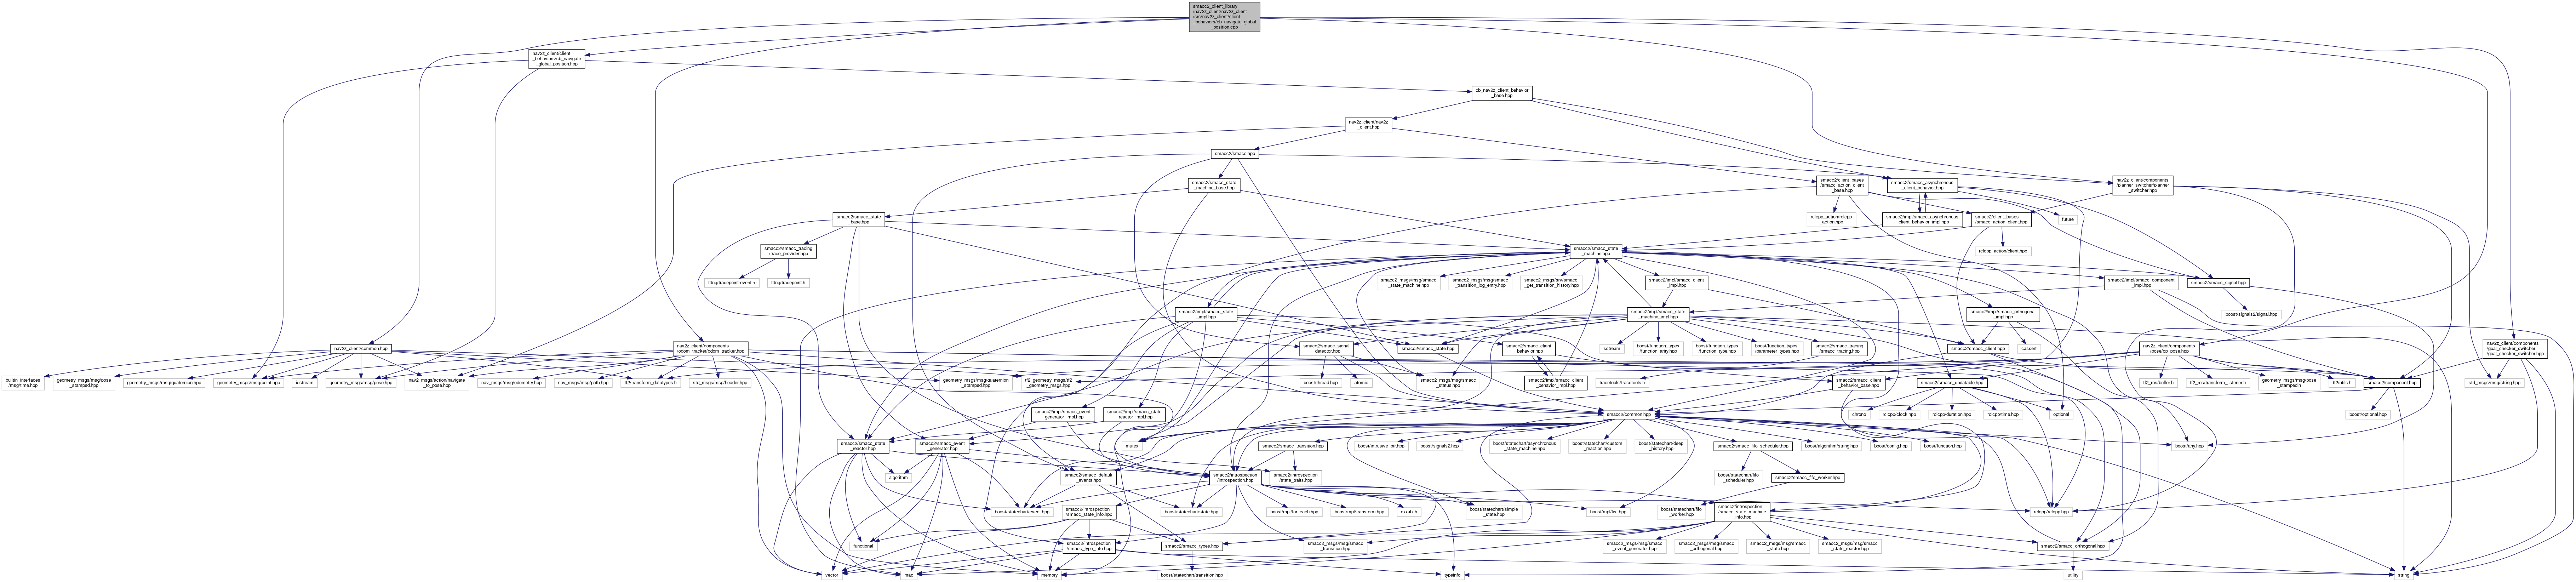 smacc2_client_library
/nav2z_client/nav2z_client
/src/nav2z_client/client
_behaviors/cb_navigate_global
_position.cpp
nav2z_client/client
_behaviors/cb_navigate
_global_position.hpp
cb_nav2z_client_behavior
_base.hpp
nav2z_client/nav2z
_client.hpp
smacc2/smacc.hpp
smacc2/smacc_state
_machine_base.hpp
smacc2/client_bases
/smacc_action_client
_base.hpp
smacc2/smacc_asynchronous
_client_behavior.hpp
nav2z_client/components
/planner_switcher/planner
_switcher.hpp
smacc2/smacc_state
_base.hpp
rclcpp_action/rclcpp
_action.hpp
smacc2/impl/smacc_asynchronous
_client_behavior_impl.hpp
smacc2/client_bases
/smacc_action_client.hpp
future
smacc2/smacc_tracing
/trace_provider.hpp
smacc2/smacc_state
_machine.hpp
rclcpp_action/client.hpp
lttng/tracepoint-event.h
lttng/tracepoint.h
smacc2_msgs/msg/smacc
_state_machine.hpp
smacc2_msgs/msg/smacc
_transition_log_entry.hpp
smacc2_msgs/srv/smacc
_get_transition_history.hpp
smacc2/impl/smacc_client
_impl.hpp
smacc2/impl/smacc_component
_impl.hpp
smacc2/smacc_signal.hpp
smacc2/impl/smacc_state
_impl.hpp
smacc2/impl/smacc_state
_machine_impl.hpp
smacc2/impl/smacc_orthogonal
_impl.hpp
boost/signals2/signal.hpp
nav2z_client/common.hpp
nav2z_client/components
/odom_tracker/odom_tracker.hpp
smacc2/smacc_signal
_detector.hpp
smacc2/smacc_state.hpp
smacc2/smacc_client
_behavior.hpp
sstream
boost/function_types
/function_arity.hpp
boost/function_types
/function_type.hpp
boost/function_types
/parameter_types.hpp
smacc2/impl/smacc_tracing
/smacc_tracing.hpp
smacc2/smacc_client.hpp
cassert
nav2z_client/components
/pose/cp_pose.hpp
nav2z_client/components
/goal_checker_switcher
/goal_checker_switcher.hpp
builtin_interfaces
/msg/time.hpp
geometry_msgs/msg/pose
_stamped.hpp
geometry_msgs/msg/quaternion.hpp
geometry_msgs/msg/point.hpp
iostream
geometry_msgs/msg/pose.hpp
nav2_msgs/action/navigate
_to_pose.hpp
nav_msgs/msg/odometry.hpp
nav_msgs/msg/path.hpp
tf2/transform_datatypes.h
std_msgs/msg/header.hpp
geometry_msgs/msg/quaternion
_stamped.hpp
tf2_geometry_msgs/tf2
_geometry_msgs.hpp
boost/thread.hpp
atomic
smacc2_msgs/msg/smacc
_status.hpp
smacc2/impl/smacc_client
_behavior_impl.hpp
tracetools/tracetools.h
smacc2/smacc_client
_behavior_base.hpp
smacc2/smacc_updatable.hpp
tf2_ros/buffer.h
tf2_ros/transform_listener.h
geometry_msgs/msg/pose
_stamped.h
tf2/utils.h
smacc2/component.hpp
std_msgs/msg/string.hpp
smacc2/impl/smacc_event
_generator_impl.hpp
smacc2/impl/smacc_state
_reactor_impl.hpp
smacc2/common.hpp
chrono
rclcpp/clock.hpp
rclcpp/duration.hpp
rclcpp/time.hpp
optional
boost/optional.hpp
smacc2/smacc_state
_reactor.hpp
smacc2/smacc_event
_generator.hpp
mutex
smacc2/smacc_transition.hpp
boost/intrusive_ptr.hpp
boost/signals2.hpp
boost/statechart/asynchronous
_state_machine.hpp
boost/statechart/custom
_reaction.hpp
boost/statechart/deep
_history.hpp
smacc2/smacc_fifo_scheduler.hpp
boost/algorithm/string.hpp
boost/config.hpp
boost/function.hpp
boost/any.hpp
algorithm
smacc2/smacc_default
_events.hpp
smacc2/introspection
/introspection.hpp
smacc2/introspection
/state_traits.hpp
boost/statechart/fifo
_scheduler.hpp
smacc2/smacc_fifo_worker.hpp
boost/statechart/event.hpp
smacc2/introspection
/smacc_state_info.hpp
boost/statechart/state.hpp
boost/mpl/for_each.hpp
boost/mpl/transform.hpp
cxxabi.h
boost/statechart/simple
_state.hpp
boost/mpl/list.hpp
boost/statechart/fifo
_worker.hpp
smacc2/introspection
/smacc_state_machine
_info.hpp
rclcpp/rclcpp.hpp
functional
smacc2/introspection
/smacc_type_info.hpp
smacc2/smacc_types.hpp
smacc2_msgs/msg/smacc
_transition.hpp
smacc2_msgs/msg/smacc
_event_generator.hpp
smacc2_msgs/msg/smacc
_orthogonal.hpp
smacc2_msgs/msg/smacc
_state.hpp
smacc2_msgs/msg/smacc
_state_reactor.hpp
smacc2/smacc_orthogonal.hpp
vector
map
memory
boost/statechart/transition.hpp
typeinfo
utility
string